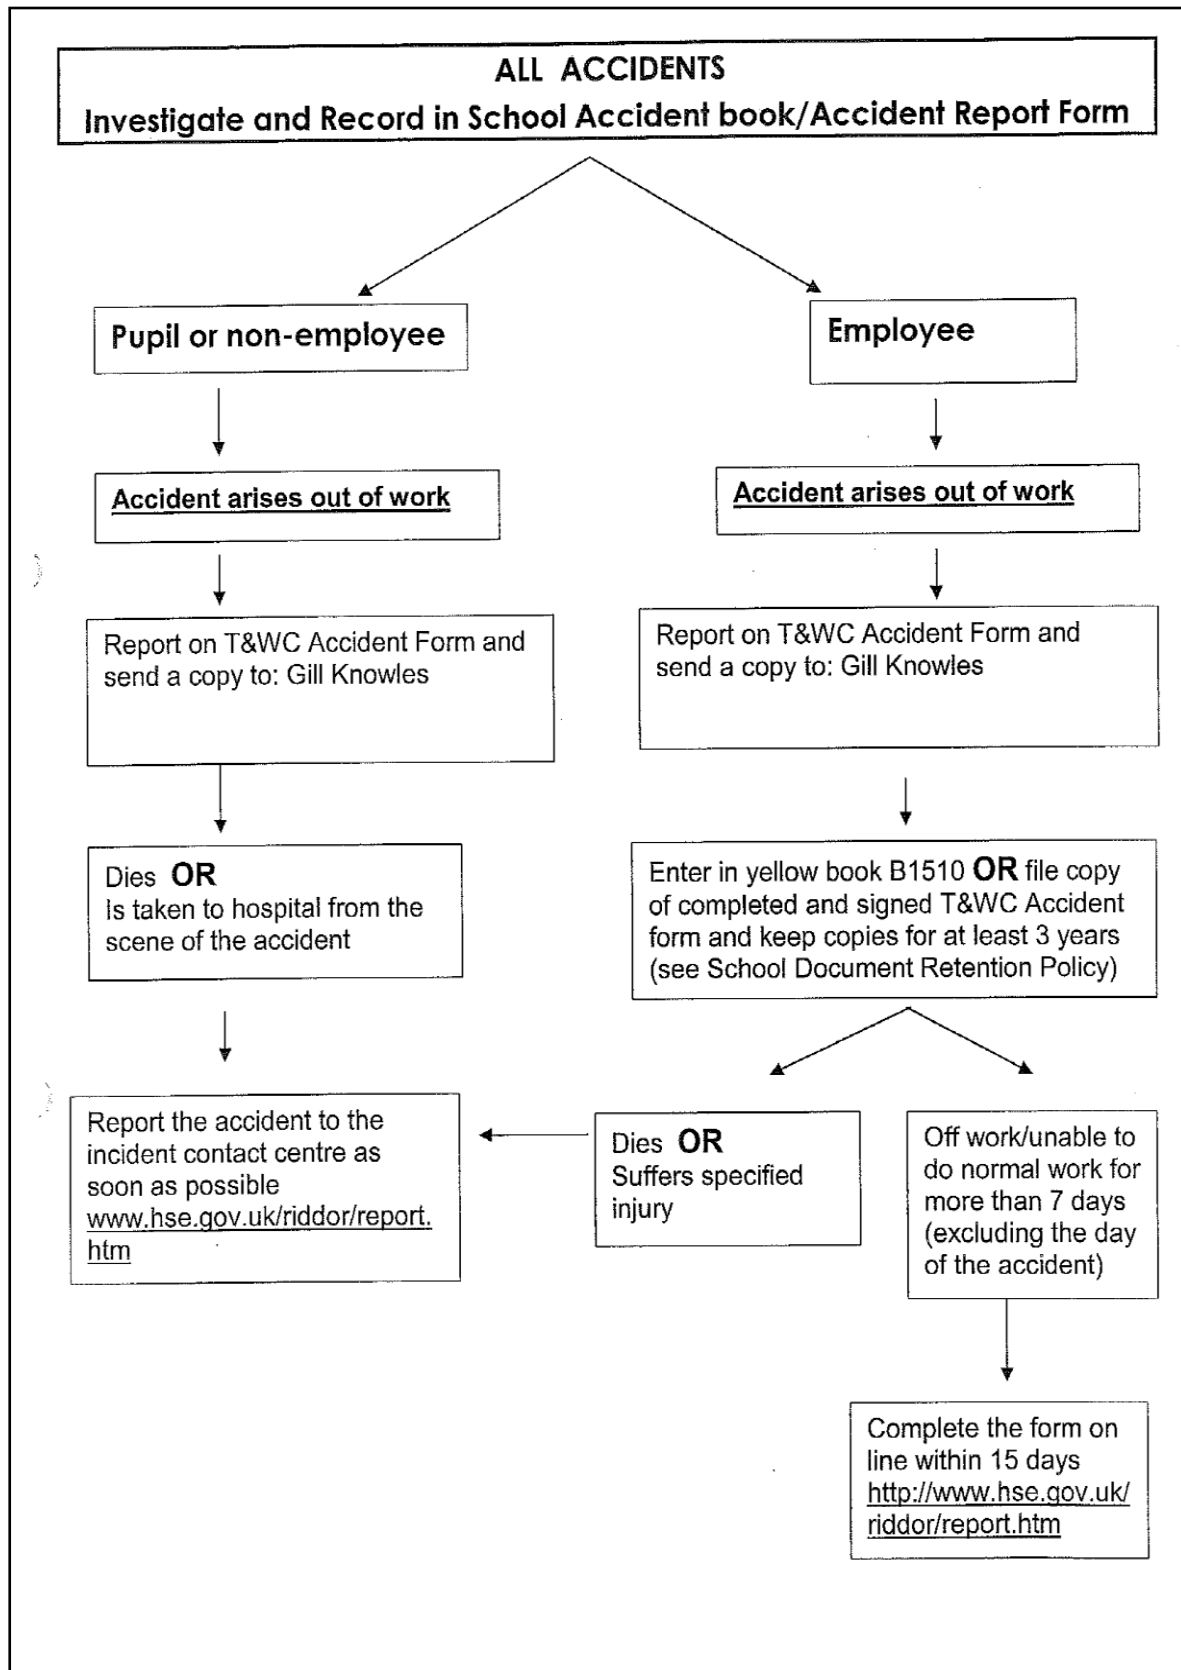 ALL ACCIDENTS
Investigate and Record in School Accident book/Accident Report Form
Pupil or non-employee
Employee
Accident arises out of work
Accident arises out of work
Report on T&WC Accident Form and
send a copy to: Gill Knowles
Report on T&WC Accident Form and
send a copy to: Gill Knowles
Dies OR
Is taken to hospital from the
scene of the accident
Enter in yellow book B1510 OR file copy
of completed and signed T&WC Accident
form and keep copies for at least 3 years
(see School Document Retention Policy)
Report the accident to the
incident contact centre as
soon as possible
www.hse.gov.uk/riddor/report.
htm
Dies OR
Suffers specified
injury
Off work/unable to
do normal work for
more than 7 days
(excluding the day
of the accident)
Complete the form on
line within 15 days
http://www.hse.gov.uk/
riddor/report.htm